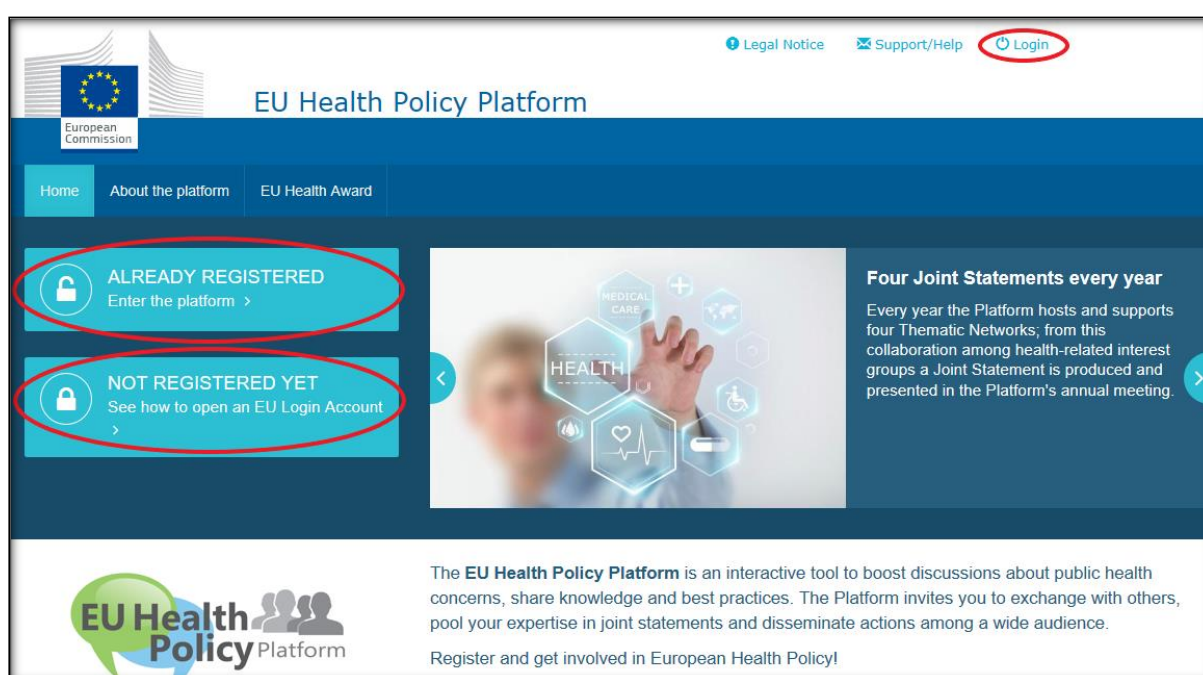 Legal Notice
Support/Help
Login
European
Commission
EU Health Policy Platform
Home
About the platform
EU Health Award
ALREADY REGISTERED
Enter the platform >
NOT REGISTERED YET
See how to open an EU Login Account
>
MEDICAL
CARE
HEALTH
Four Joint Statements every year
Every year the Platform hosts and supports
four Thematic Networks; from this
collaboration among health-related interest
groups a Joint Statement is produced and
presented in the Platform's annual meeting.
EU Health
Policy Platform
The EU Health Policy Platform is an interactive tool to boost discussions about public health
concerns, share knowledge and best practices. The Platform invites you to exchange with others,
pool your expertise in joint statements and disseminate actions among a wide audience.
Register and get involved in European Health Policy!